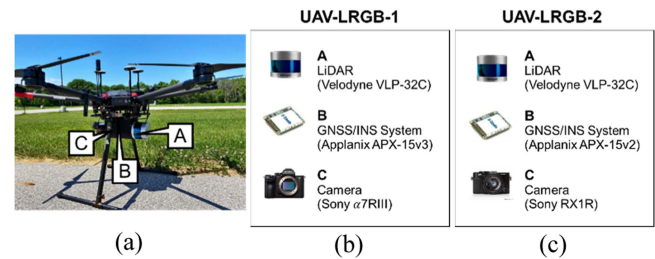 UAV-LRGB-1
UAV-LRGB-2
A
B
C
A
LiDAR
(Velodyne VLP-32C)
B
GNSS/INS System
(Applanix APX-15v3)
C
Camera
(Sony α7RIII)
A
LiDAR
(Velodyne VLP-32C)
B
GNSS/INS System
(Applanix APX-15v2)
C
Camera
(Sony RX1R)
(a)
(b)
(c)